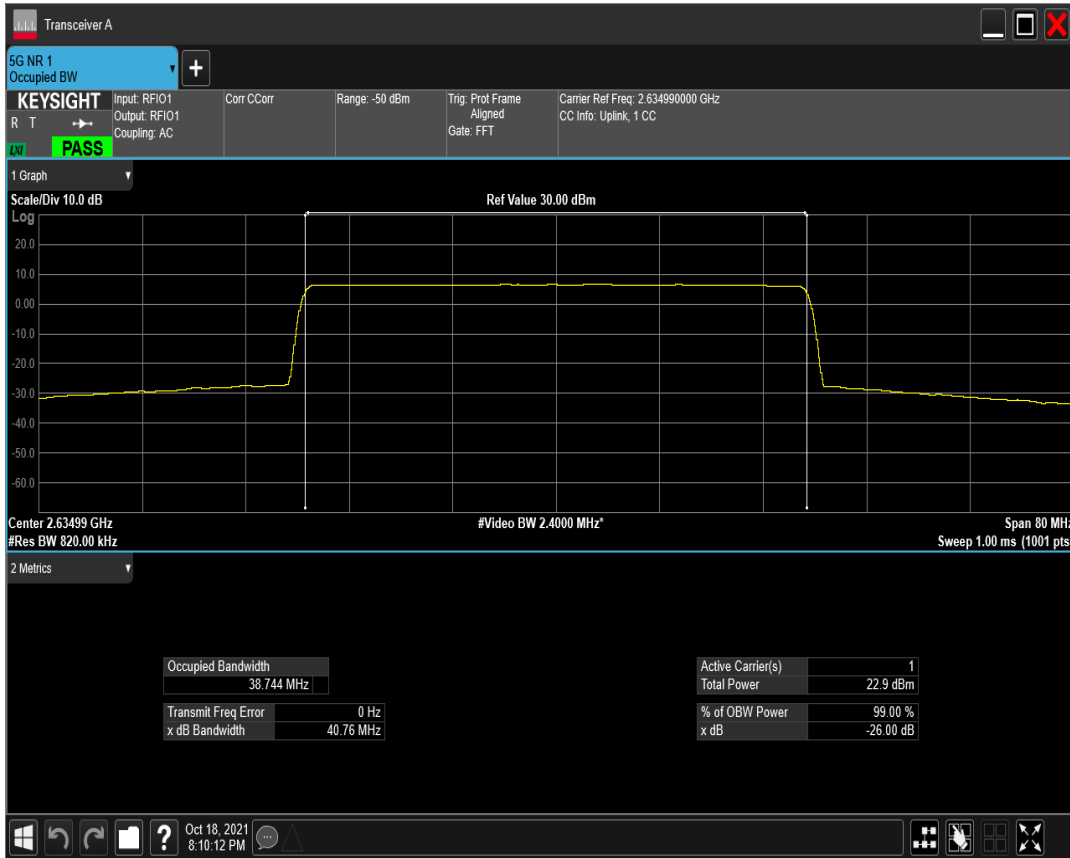 Transceiver A
5G NR 1
Occupied BW
KEYSIGHT
R T
LXI
PASS
Input: RFIO1
Output: RFIO1
Coupling: AC
Corr CCorr
Range: -50 dBm
Trig: Prot Frame
Aligned
Gate: FFT
Carrier Ref Freq: 2.634990000 GHz
CC Info: Uplink, 1 CC
1 Graph
Scale/Div 10.0 dB
Ref Value 30.00 dBm
Log
20.0
10.0
0.00
-10.0
-20.0
-30.0
-40.0
-50.0
-60.0
Center 2.63499 GHz
#Video BW 2.4000 MHz*
Span 80 MHz
#Res BW 820.00 kHz
Sweep 1.00 ms (1001 pts
2 Metrics
Occupied Bandwidth
38.744 MHz
Transmit Freq Error 0 Hz
x dB Bandwidth 40.76 MHz
Active Carrier(s) 1
Total Power 22.9 dBm
% of OBW Power 99.00 %
x dB -26.00 dB
?
Oct 18, 2021
8:10:12 PM